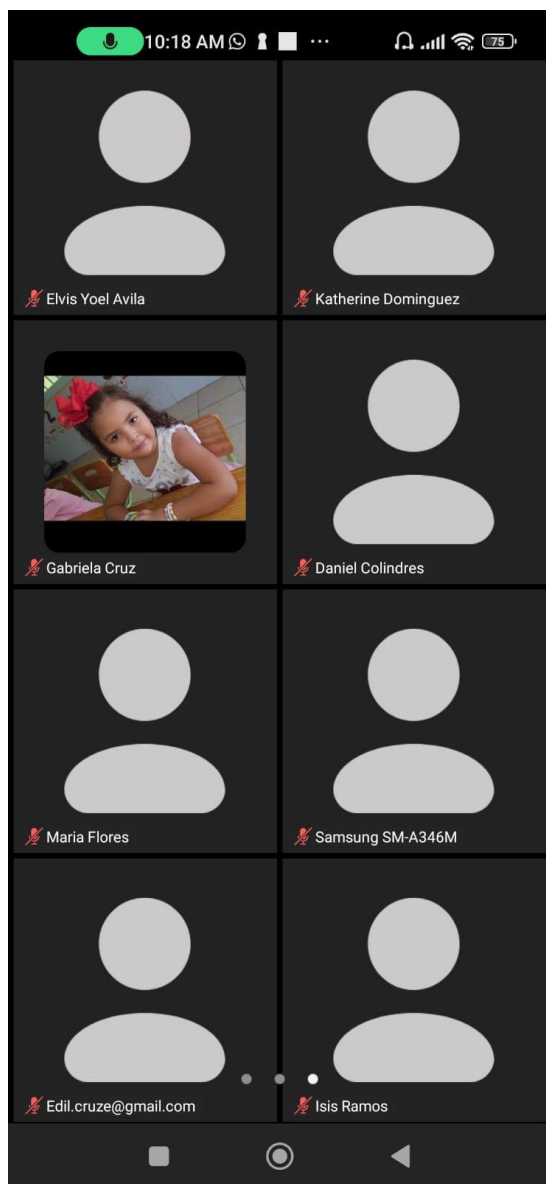 10:18 AM 75
Elvis Yoel Avila
Katherine Dominguez
Gabriela Cruz
Daniel Colindres
Maria Flores
Samsung SM-A346M
Edil.cruze@gmail.com
Isis Ramos